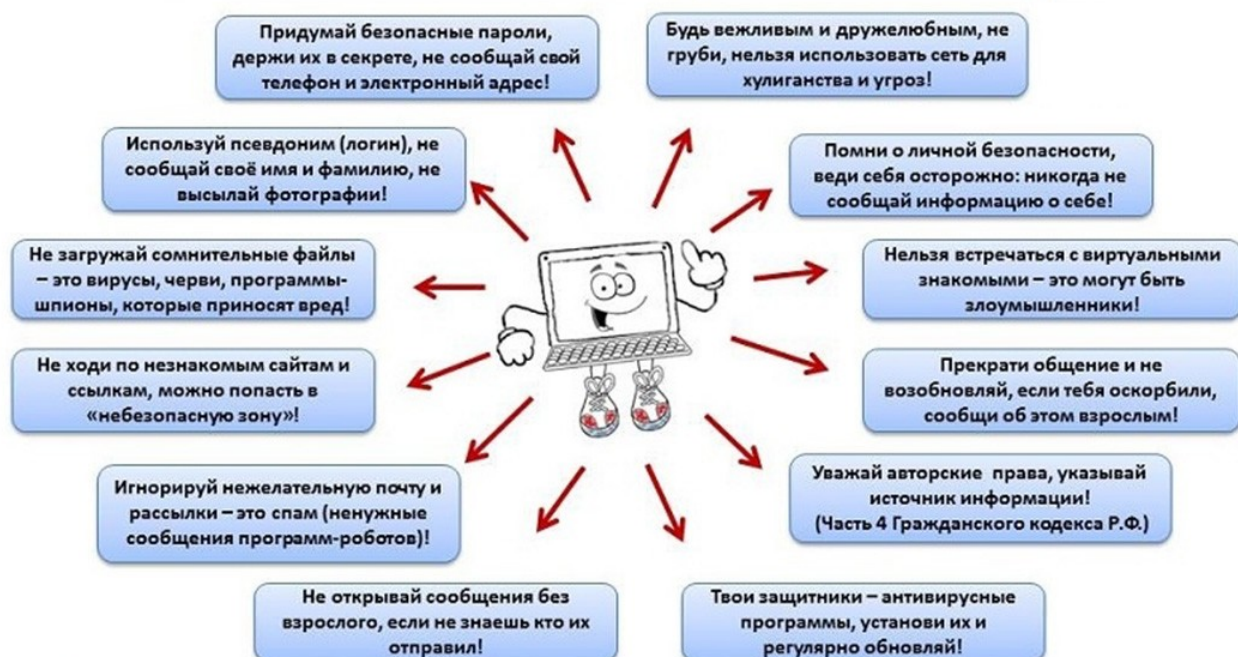 Придумай безопасные пароли,
держи их в секрете, не сообщай свой
телефон и электронный адрес!
Будь вежливым и дружелюбным, не
груби, нельзя использовать сеть для
хулиганства и угроз!
Используй псевдоним (логин), не
сообщай своё имя и фамилию, не
высылай фотографии!
Помни о личной безопасности,
веди себя осторожно: никогда не
сообщай информацию о себе!
Не загружай сомнительные файлы
– это вирусы, черви, программы-
шпионы, которые приносят вред!
Нельзя встречаться с виртуальными
знакомыми – это могут быть
злоумышленники!
Не ходи по незнакомым сайтам и
ссылкам, можно попасть в
«небезопасную зону»!
Прекрати общение и не
возобновляй, если тебя оскорбили,
сообщи об этом взрослым!
Игнорируй нежелательную почту и
рассылки – это спам (ненужные
сообщения программ-роботов)!
Уважай авторские права, указывай
источник информации!
(Часть 4 Гражданского кодекса Р.Ф.)
Не открывай сообщения без
взрослого, если не знаешь кто их
отправил!
Твои защитники – антивирусные
программы, установи их и
регулярно обновляй!